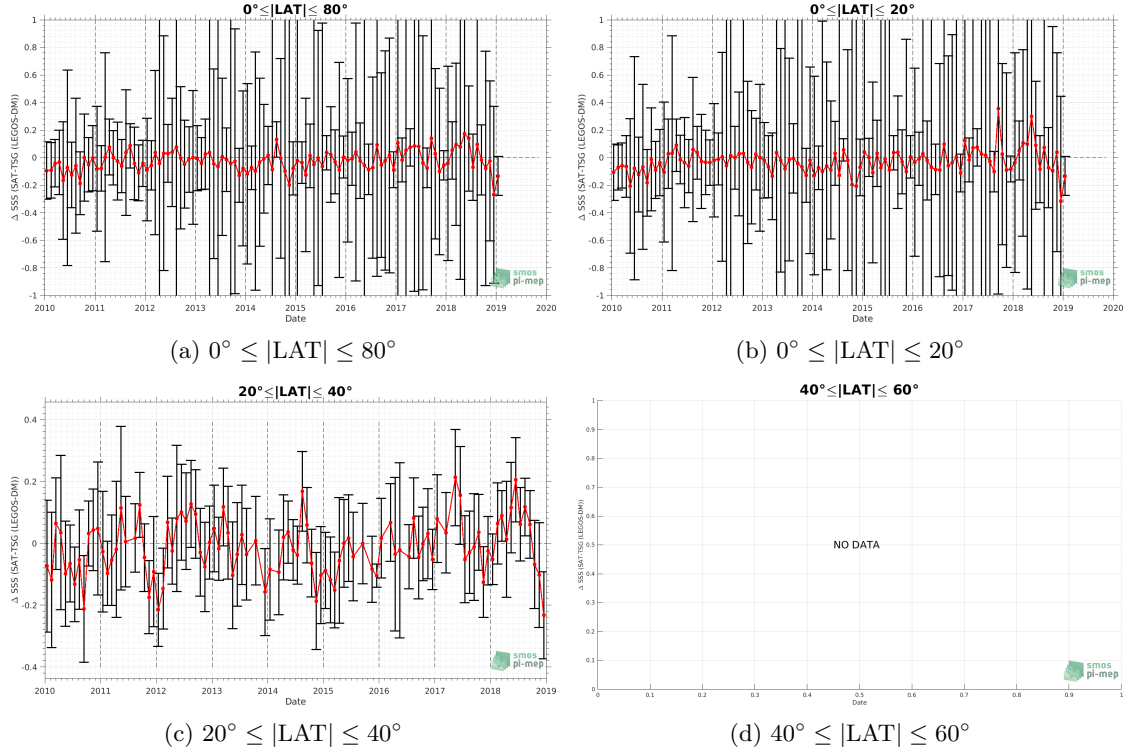 0°≤|LAT|≤ 80°
Δ SSS (SAT-TSG (LEGOS-DM))
1
0.8
0.6
0.4
0.2
0
-0.2
-0.4
-0.6
-0.8
-1
2010 2011 2012 2013 2014 2015 2016 2017 2018 2019 2020
Date
smos
pi-mep
(a) 0° ≤ |LAT| ≤ 80°
0°≤|LAT|≤ 20°
Δ SSS (SAT-TSG (LEGOS-DM))
1
0.8
0.6
0.4
0.2
0
-0.2
-0.4
-0.6
-0.8
-1
2010 2011 2012 2013 2014 2015 2016 2017 2018 2019 2020
Date
smos
pi-mep
(b) 0° ≤ |LAT| ≤ 20°
20°≤|LAT|≤ 40°
Δ SSS (SAT-TSG (LEGOS-DM))
0.4
0.2
0
-0.2
-0.4
2010 2011 2012 2013 2014 2015 2016 2017 2018 2019
Date
smos
pi-mep
(c) 20° ≤ |LAT| ≤ 40°
40°≤|LAT|≤ 60°
Δ SSS (SAT-TSG (LEGOS-DM))
1
0.9
0.8
0.7
0.6
0.5
0.4
0.3
0.2
0.1
0
NO DATA
0 0.1 0.2 0.3 0.4 0.5 0.6 0.7 0.8 0.9 1
Date
smos
pi-mep
(d) 40° ≤ |LAT| ≤ 60°